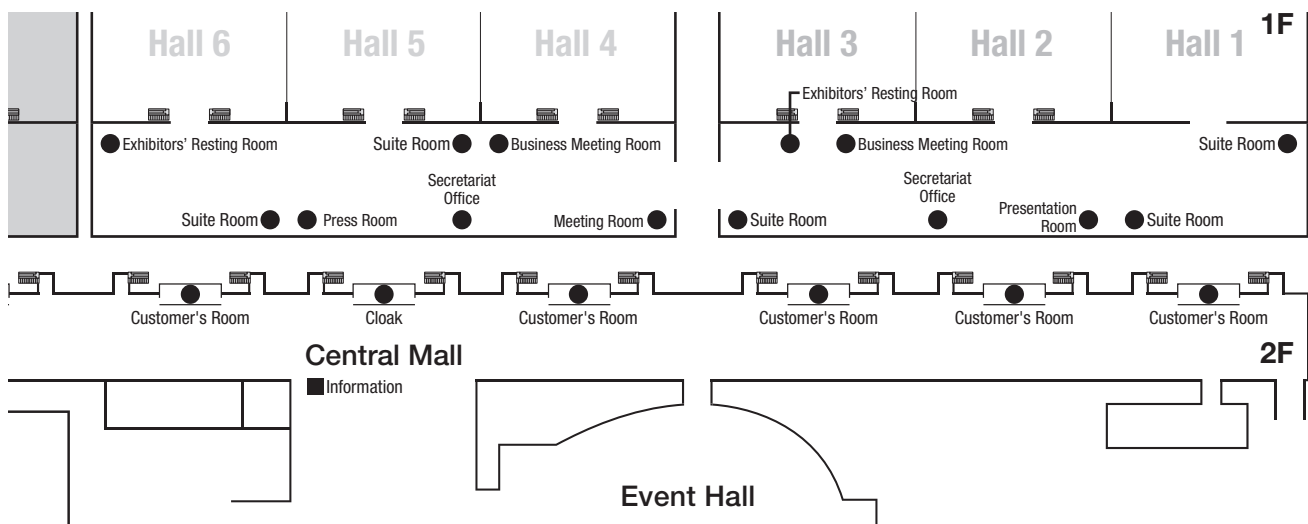 Hall 6
Hall 5
Hall 4
Hall 3
Hall 2
Hall 1
1F
Exhibitors' Resting Room
Exhibitors' Resting Room
Suite Room
Business Meeting Room
Business Meeting Room
Suite Room
Secretariat
Office
Secretariat
Office
Suite Room
Press Room
Meeting Room
Suite Room
Presentation
Room
Suite Room
Customer's Room
Cloak
Customer's Room
Customer's Room
Customer's Room
Customer's Room
Central Mall
2F
Information
Event Hall